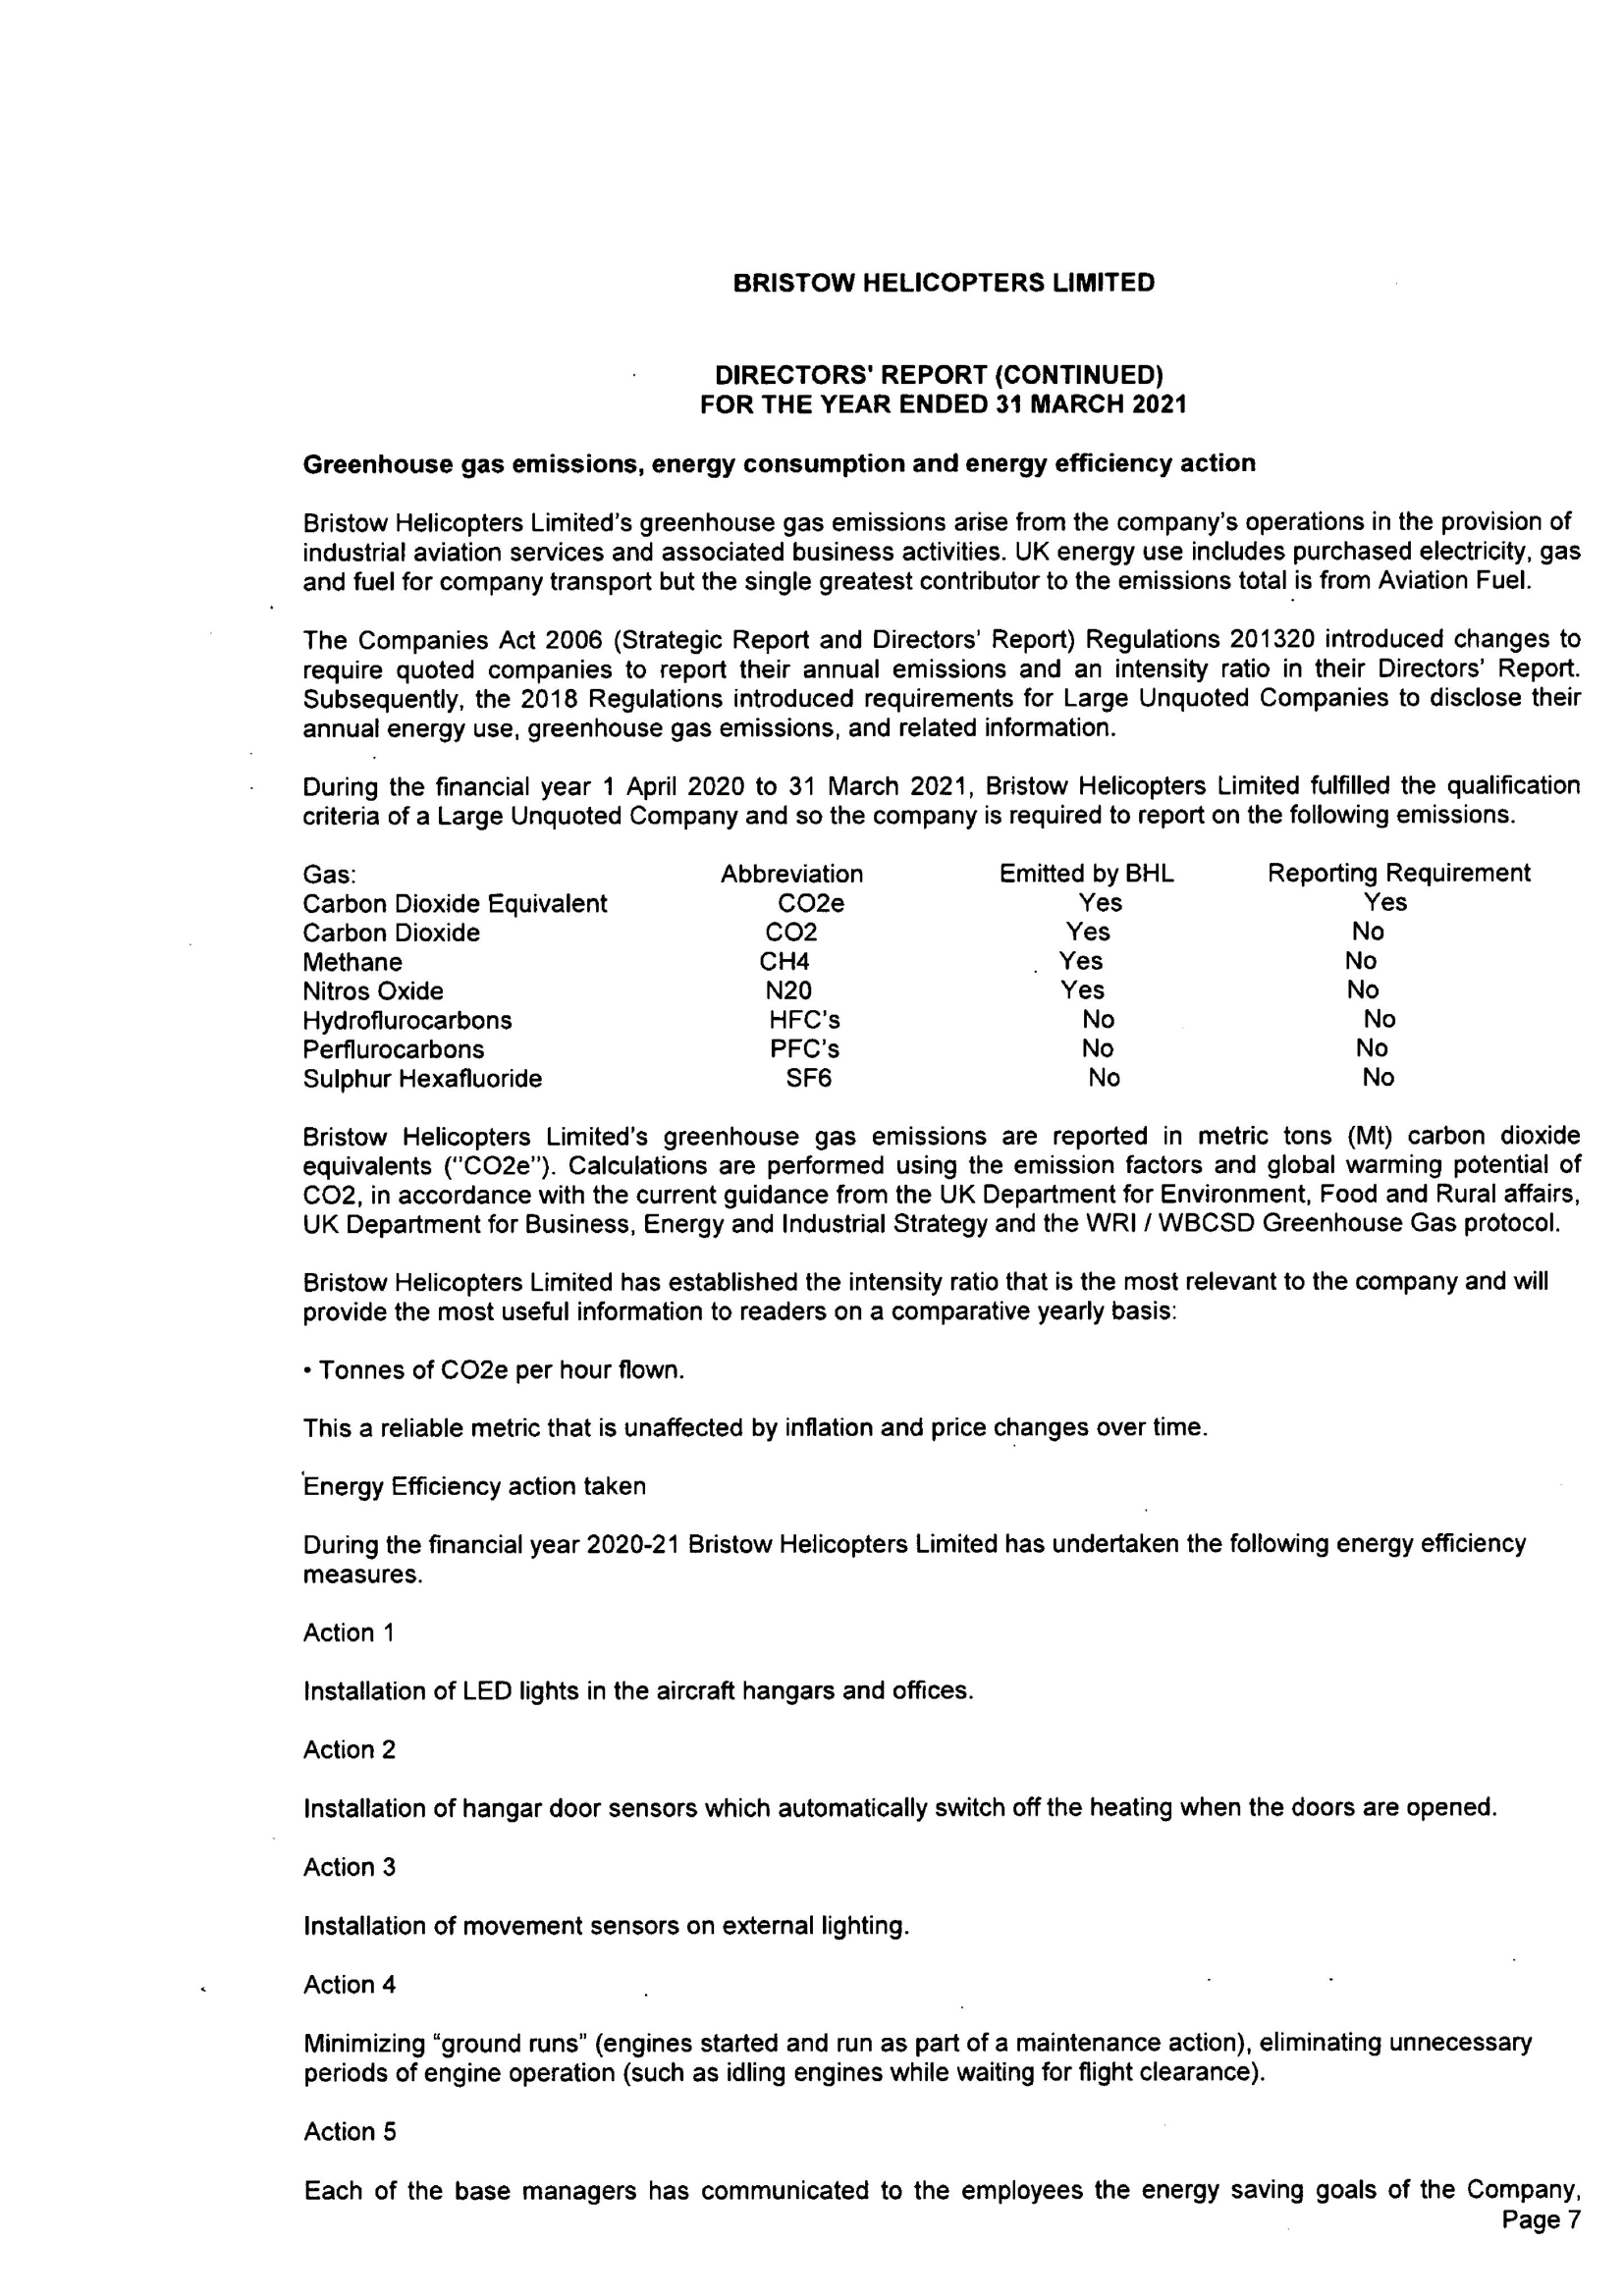 BRISTOW HELICOPTERS LIMITED
DIRECTORS' REPORT (CONTINUED)
FOR THE YEAR ENDED 31 MARCH 2021
Greenhouse gas emissions, energy consumption and energy efficiency action
Bristow Helicopters Limited's greenhouse gas emissions arise from the company's operations in the provision of
industrial aviation services and associated business activities. UK energy use includes purchased electricity, gas
and fuel for company transport but the single greatest contributor to the emissions total is from Aviation Fuel.
The Companies Act 2006 (Strategic Report and Directors' Report) Regulations 201320 introduced changes to
require quoted companies to report their annual emissions and an intensity ratio in their Directors' Report.
Subsequently, the 2018 Regulations introduced requirements for Large Unquoted Companies to disclose their
annual energy use, greenhouse gas emissions, and related information.
During the financial year 1 April 2020 to 31 March 2021, Bristow Helicopters Limited fulfilled the qualification
criteria of a Large Unquoted Company and so the company is required to report on the following emissions.
Gas: Abbreviation Emitted by BHL Reporting Requirement
Carbon Dioxide Equivalent CO2e Yes Yes
Carbon Dioxide CO2 Yes No
Methane CH4 Yes No
Nitros Oxide N20 Yes No
Hydroflurocarbons HFC's No No
Perflurocarbons PFC's No No
Sulphur Hexafluoride SF6 No No
Bristow Helicopters Limited's greenhouse gas emissions are reported in metric tons (Mt) carbon dioxide
equivalents ("CO2e"). Calculations are performed using the emission factors and global warming potential of
CO2, in accordance with the current guidance from the UK Department for Environment, Food and Rural affairs,
UK Department for Business, Energy and Industrial Strategy and the WRI / WBCSD Greenhouse Gas protocol.
Bristow Helicopters Limited has established the intensity ratio that is the most relevant to the company and will
provide the most useful information to readers on a comparative yearly basis:
• Tonnes of CO2e per hour flown.
This a reliable metric that is unaffected by inflation and price changes over time.
Energy Efficiency action taken
During the financial year 2020-21 Bristow Helicopters Limited has undertaken the following energy efficiency
measures.
Action 1
Installation of LED lights in the aircraft hangars and offices.
Action 2
Installation of hangar door sensors which automatically switch off the heating when the doors are opened.
Action 3
Installation of movement sensors on external lighting.
Action 4
Minimizing “ground runs” (engines started and run as part of a maintenance action), eliminating unnecessary
periods of engine operation (such as idling engines while waiting for flight clearance).
Action 5
Each of the base managers has communicated to the employees the energy saving goals of the Company,
Page 7